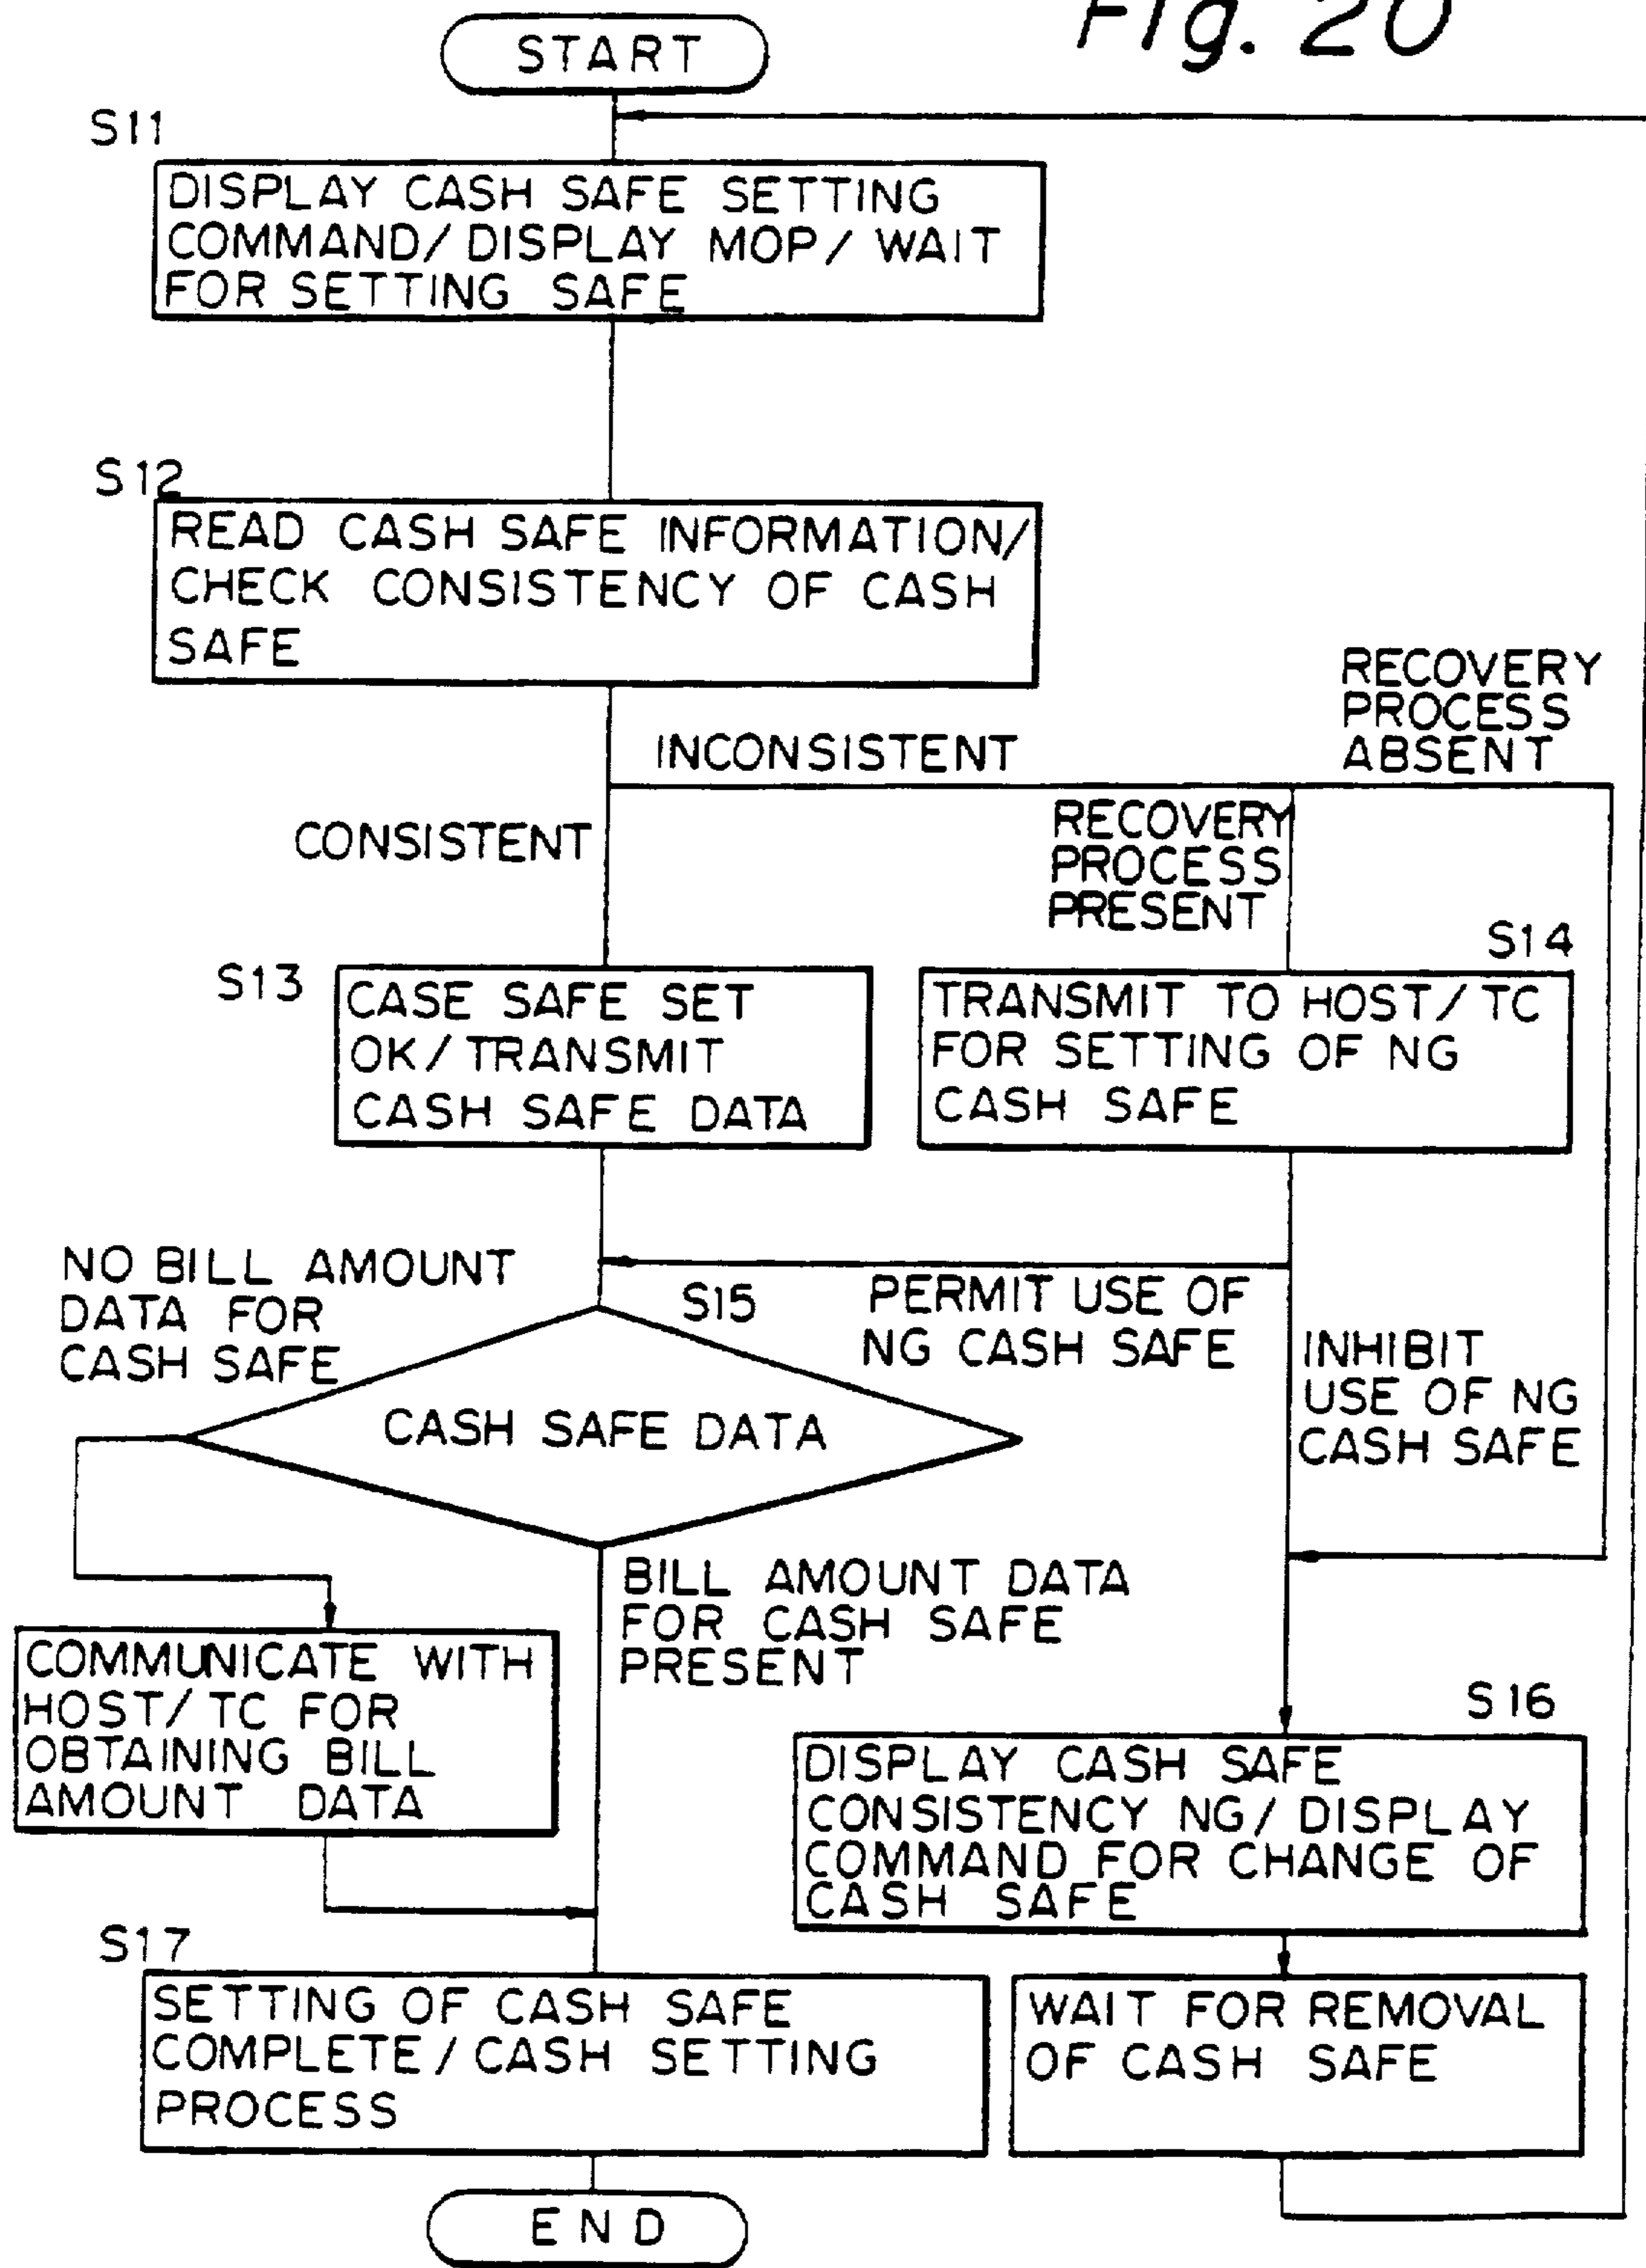 Fig. 20
START
S11
DISPLAY CASH SAFE SETTING
COMMAND/DISPLAY MOP/WAIT
FOR SETTING SAFE
S12
READ CASH SAFE INFORMATION/
CHECK CONSISTENCY OF CASH
SAFE
RECOVERY
PROCESS
ABSENT
INCONSISTENT
CONSISTENT
RECOVERY
PROCESS
PRESENT
S13
CASE SAFE SET
OK/TRANSMIT
CASH SAFE DATA
S14
TRANSMIT TO HOST/TC
FOR SETTING OF NG
CASH SAFE
NO BILL AMOUNT
DATA FOR
CASH SAFE
S15
PERMIT USE OF
NG CASH SAFE
INHIBIT
USE OF NG
CASH SAFE
CASH SAFE DATA
BILL AMOUNT DATA
FOR CASH SAFE
PRESENT
COMMUNICATE WITH
HOST/TC FOR
OBTAINING BILL
AMOUNT DATA
S16
DISPLAY CASH SAFE
CONSISTENCY NG/DISPLAY
COMMAND FOR CHANGE OF
CASH SAFE
S17
SETTING OF CASH SAFE
COMPLETE/CASH SETTING
PROCESS
WAIT FOR REMOVAL
OF CASH SAFE
END